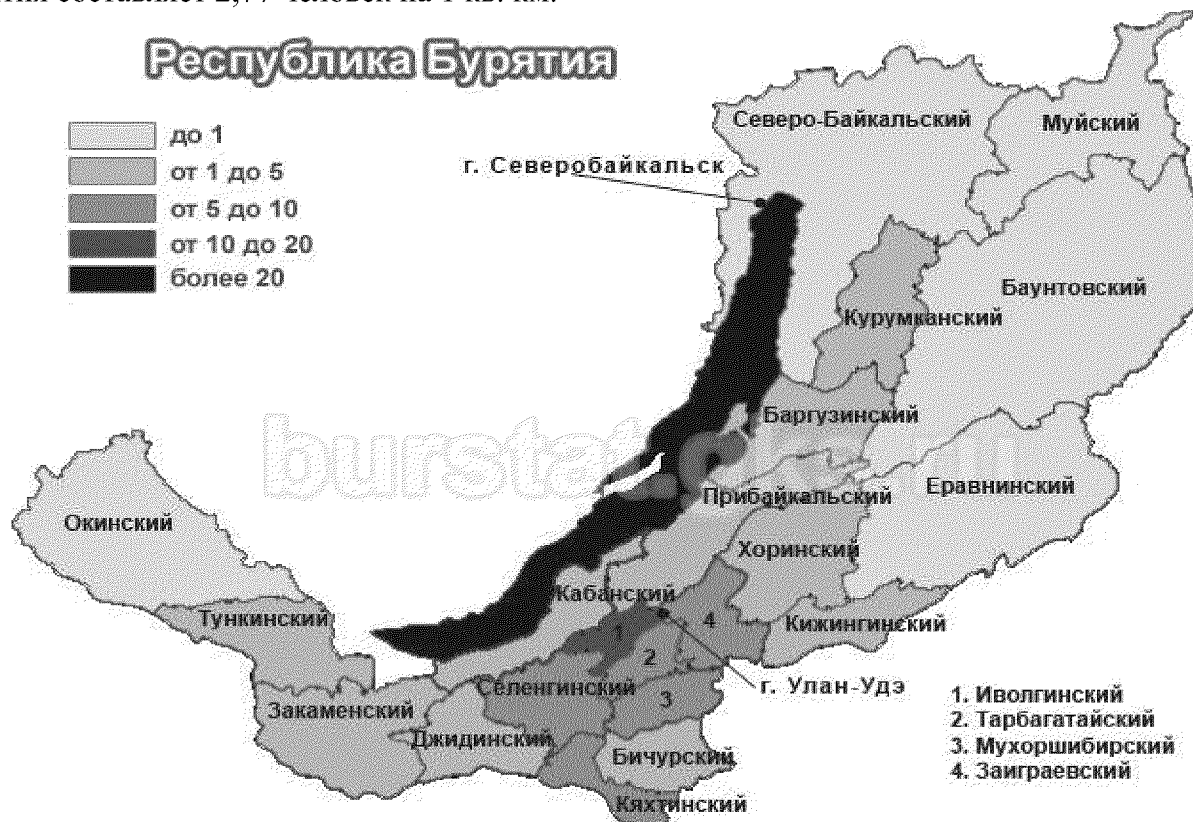 тия составляет 2,77 человек на 1 кв. км.
Республика Бурятия
до 1
от 1 до 5
от 5 до 10
от 10 до 20
более 20
Северо-Байкальский
Муйский
г. Северобайкальск
Баунтовский
Курумканский
Баргузинский
Еравнинский
Прибайкальский
Окинский
Хоринский
Кабанский
Тункинский
4
Кижингинский
1
2
г. Улан-Удэ
Селенгинский
3
Закаменский
Джидинский
Бичурский
Кяхтинский
1. Иволгинский
2. Тарбагатайский
3. Мухоршибирский
4. Заиграевский